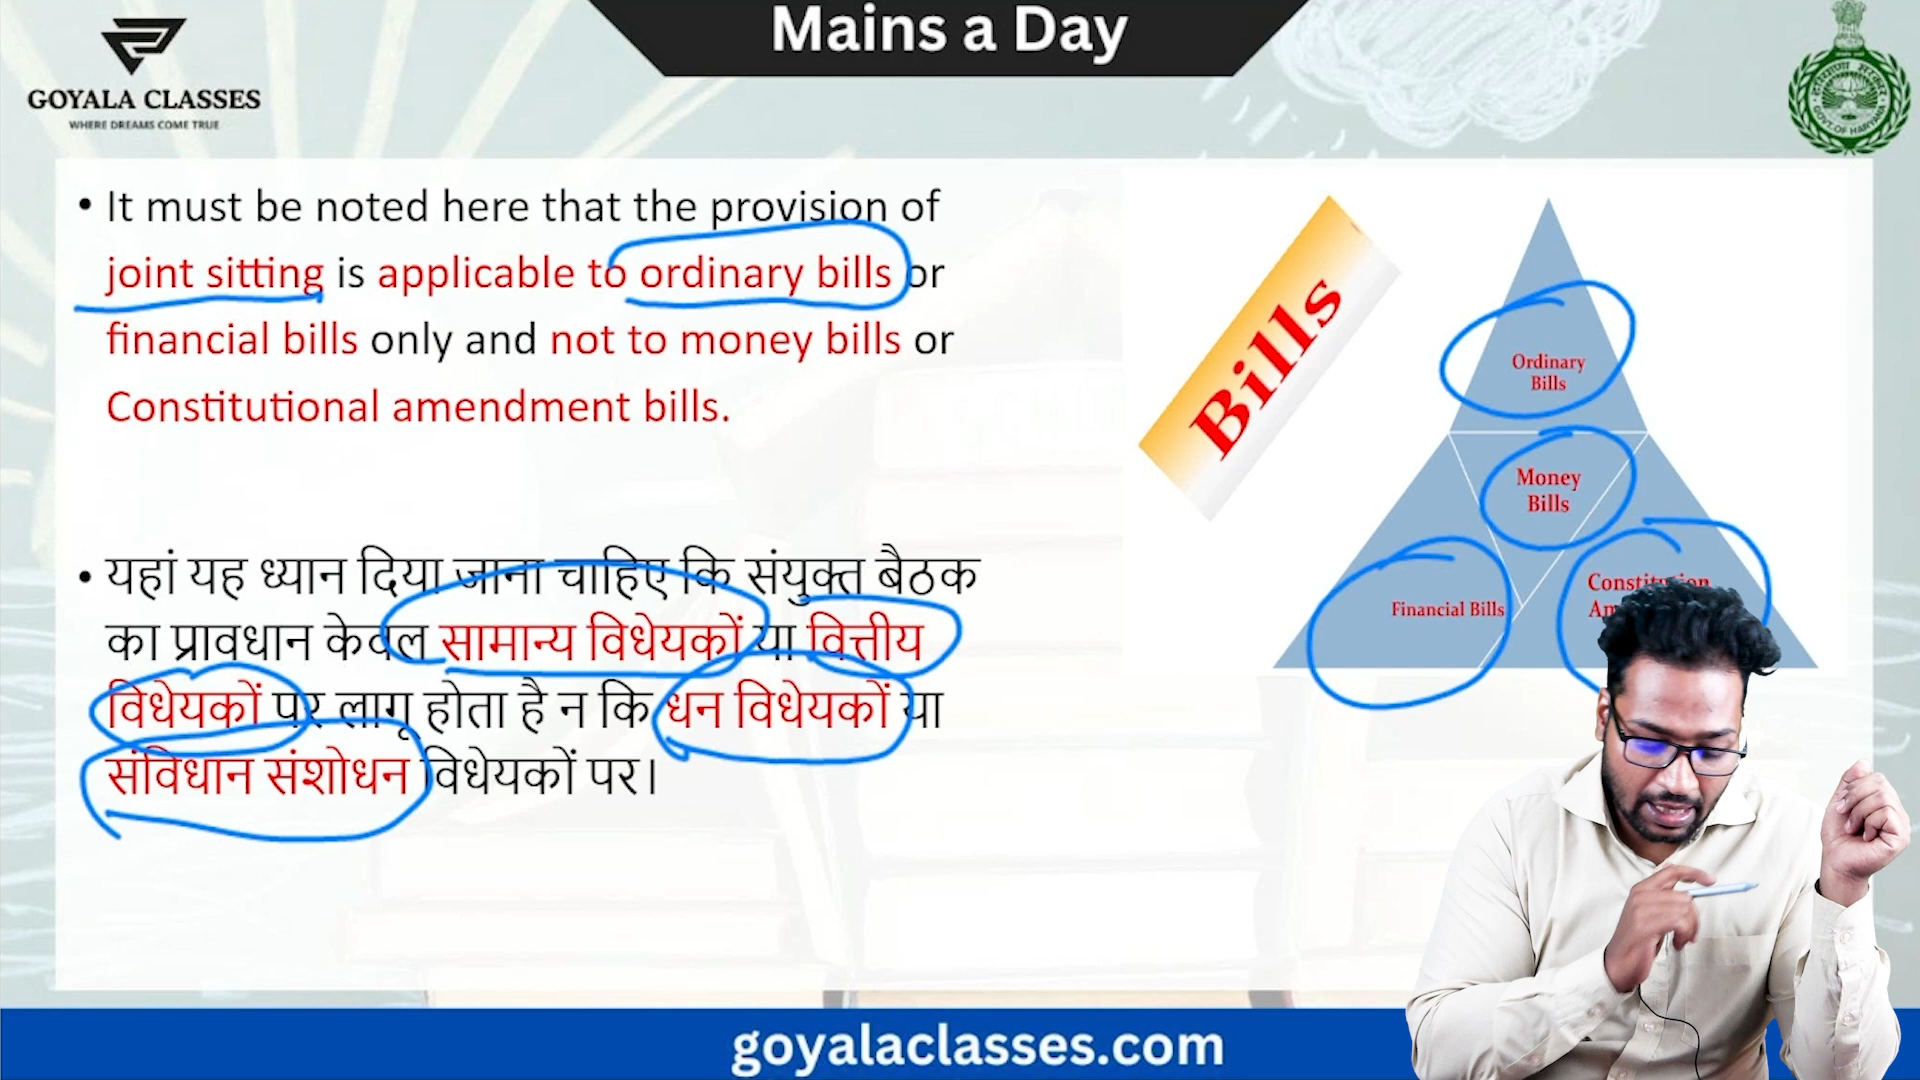 Mains a Day
GOYALA CLASSES
WHERE DREAMS COME TRUE
• It must be noted here that the provision of
joint sitting is applicable to ordinary bills or
financial bills only and not to money bills or
Constitutional amendment bills.
• यहां यह ध्यान दिया जाना चाहिए कि संयुक्त बैठक
का प्रावधान केवल सामान्य विधेयकों या वित्तीय
विधेयकों पर लागू होता है न कि धन विधेयकों या
संविधान संशोधन विधेयकों पर।
Bills
Ordinary
Bills
Money
Bills
Financial Bills
GOVT. OF HARYANA
goyalaclasses.com